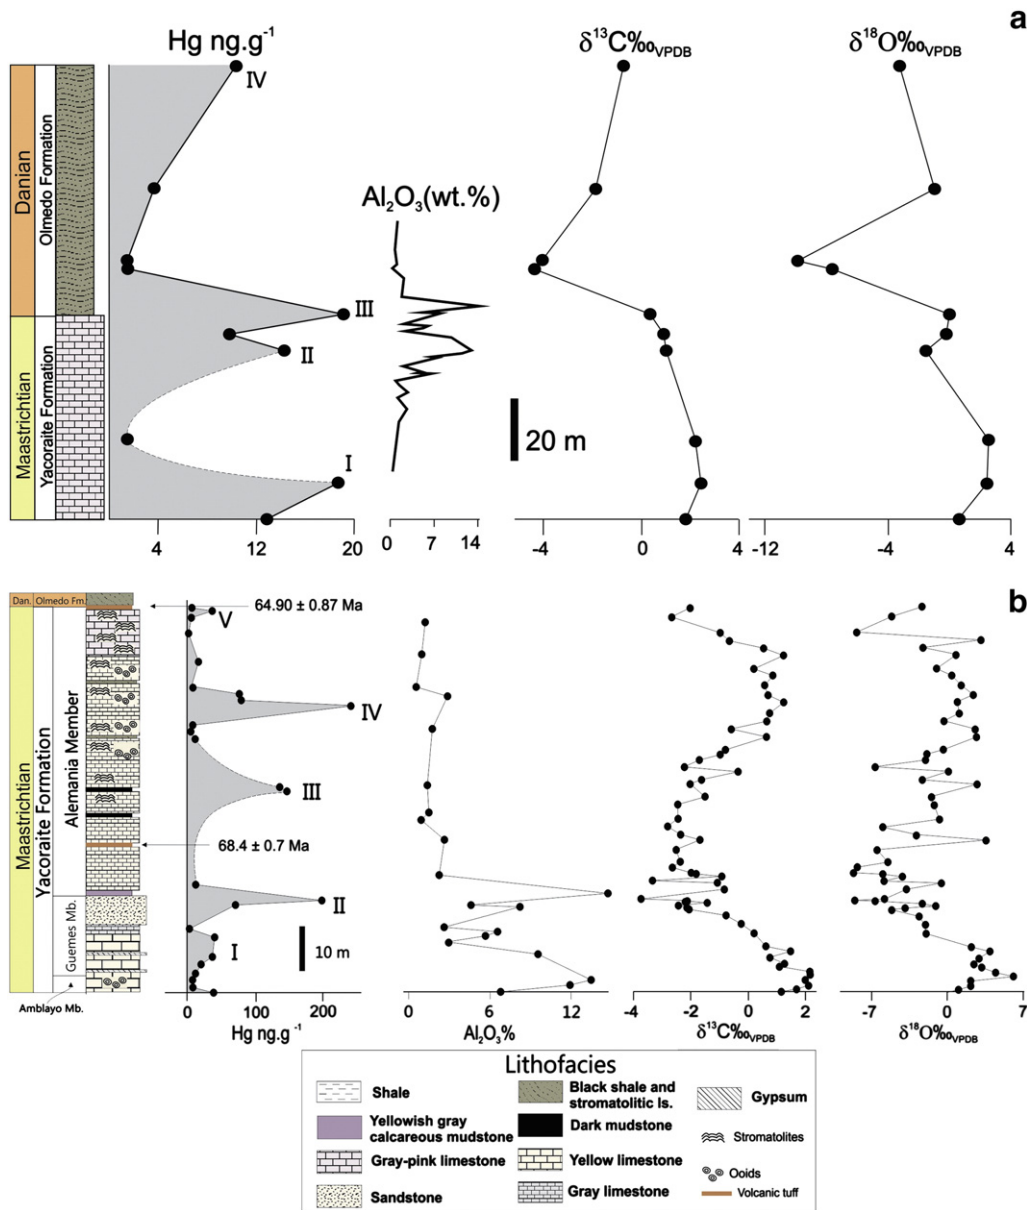 a
Hg ng.g⁻¹
δ¹³C‰VPDB
δ¹⁸O‰VPDB
Danian
Olmedo Formation
Maastrichtian
Yacoraite Formation
IV
III
II
I
Al₂O₃(wt.%)
20 m
4 12 20
0 7 14
-4 0 4
-12 -4 4
b
Dan. Olmedo Fm.
Maastrichtian
Yacoraite Formation
Alemania Member
Guemes Mb.
Amblayo Mb.
64.90 ± 0.87 Ma
68.4 ± 0.7 Ma
V
IV
III
II
I
10 m
0 100 200
Hg ng.g⁻¹
0 6 12
Al₂O₃%
-4 -2 0 2
δ¹³C‰VPDB
-7 0 7
δ¹⁸O‰VPDB
Lithofacies
Shale
Yellowish gray
calcareous mudstone
Gray-pink limestone
Sandstone
Black shale and
stromatolitic ls.
Dark mudstone
Yellow limestone
Gray limestone
Gypsum
Stromatolites
Ooids
Volcanic tuff